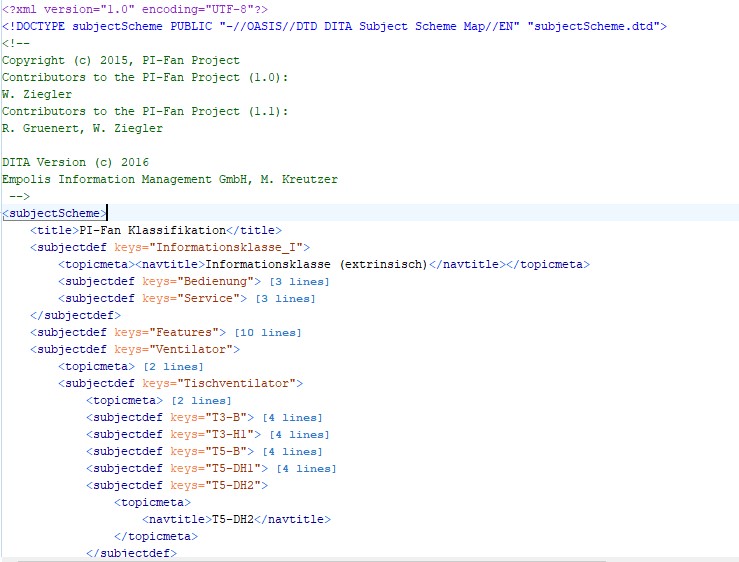 <?xml version="1.0" encoding="UTF-8"?>
<!DOCTYPE subjectScheme PUBLIC "-//OASIS//DTD DITA Subject Scheme Map//EN" "subjectScheme.dtd">
<!--
Copyright (c) 2015, PI-Fan Project
Contributors to the PI-Fan Project (1.0):
W. Ziegler
Contributors to the PI-Fan Project (1.1):
R. Gruenert, W. Ziegler

DITA Version (c) 2016
Empolis Information Management GmbH, M. Kreutzer
-->
<subjectScheme>
<title>PI-Fan Klassifikation</title>
<subjectdef keys="Informationsklasse_I">
<topicmeta><navtitle>Informationsklasse (extrinsisch)</navtitle></topicmeta>
<subjectdef keys="Bedienung"> [3 lines]
<subjectdef keys="Service"> [3 lines]
</subjectdef>
<subjectdef keys="Features"> [10 lines]
<subjectdef keys="Ventilator">
<topicmeta> [2 lines]
<subjectdef keys="Tischventilator">
<topicmeta> [2 lines]
<subjectdef keys="T3-B"> [4 lines]
<subjectdef keys="T3-H1"> [4 lines]
<subjectdef keys="T5-B"> [4 lines]
<subjectdef keys="T5-DH1"> [4 lines]
<subjectdef keys="T5-DH2">
<topicmeta>
<navtitle>T5-DH2</navtitle>
</topicmeta>
</subjectdef>